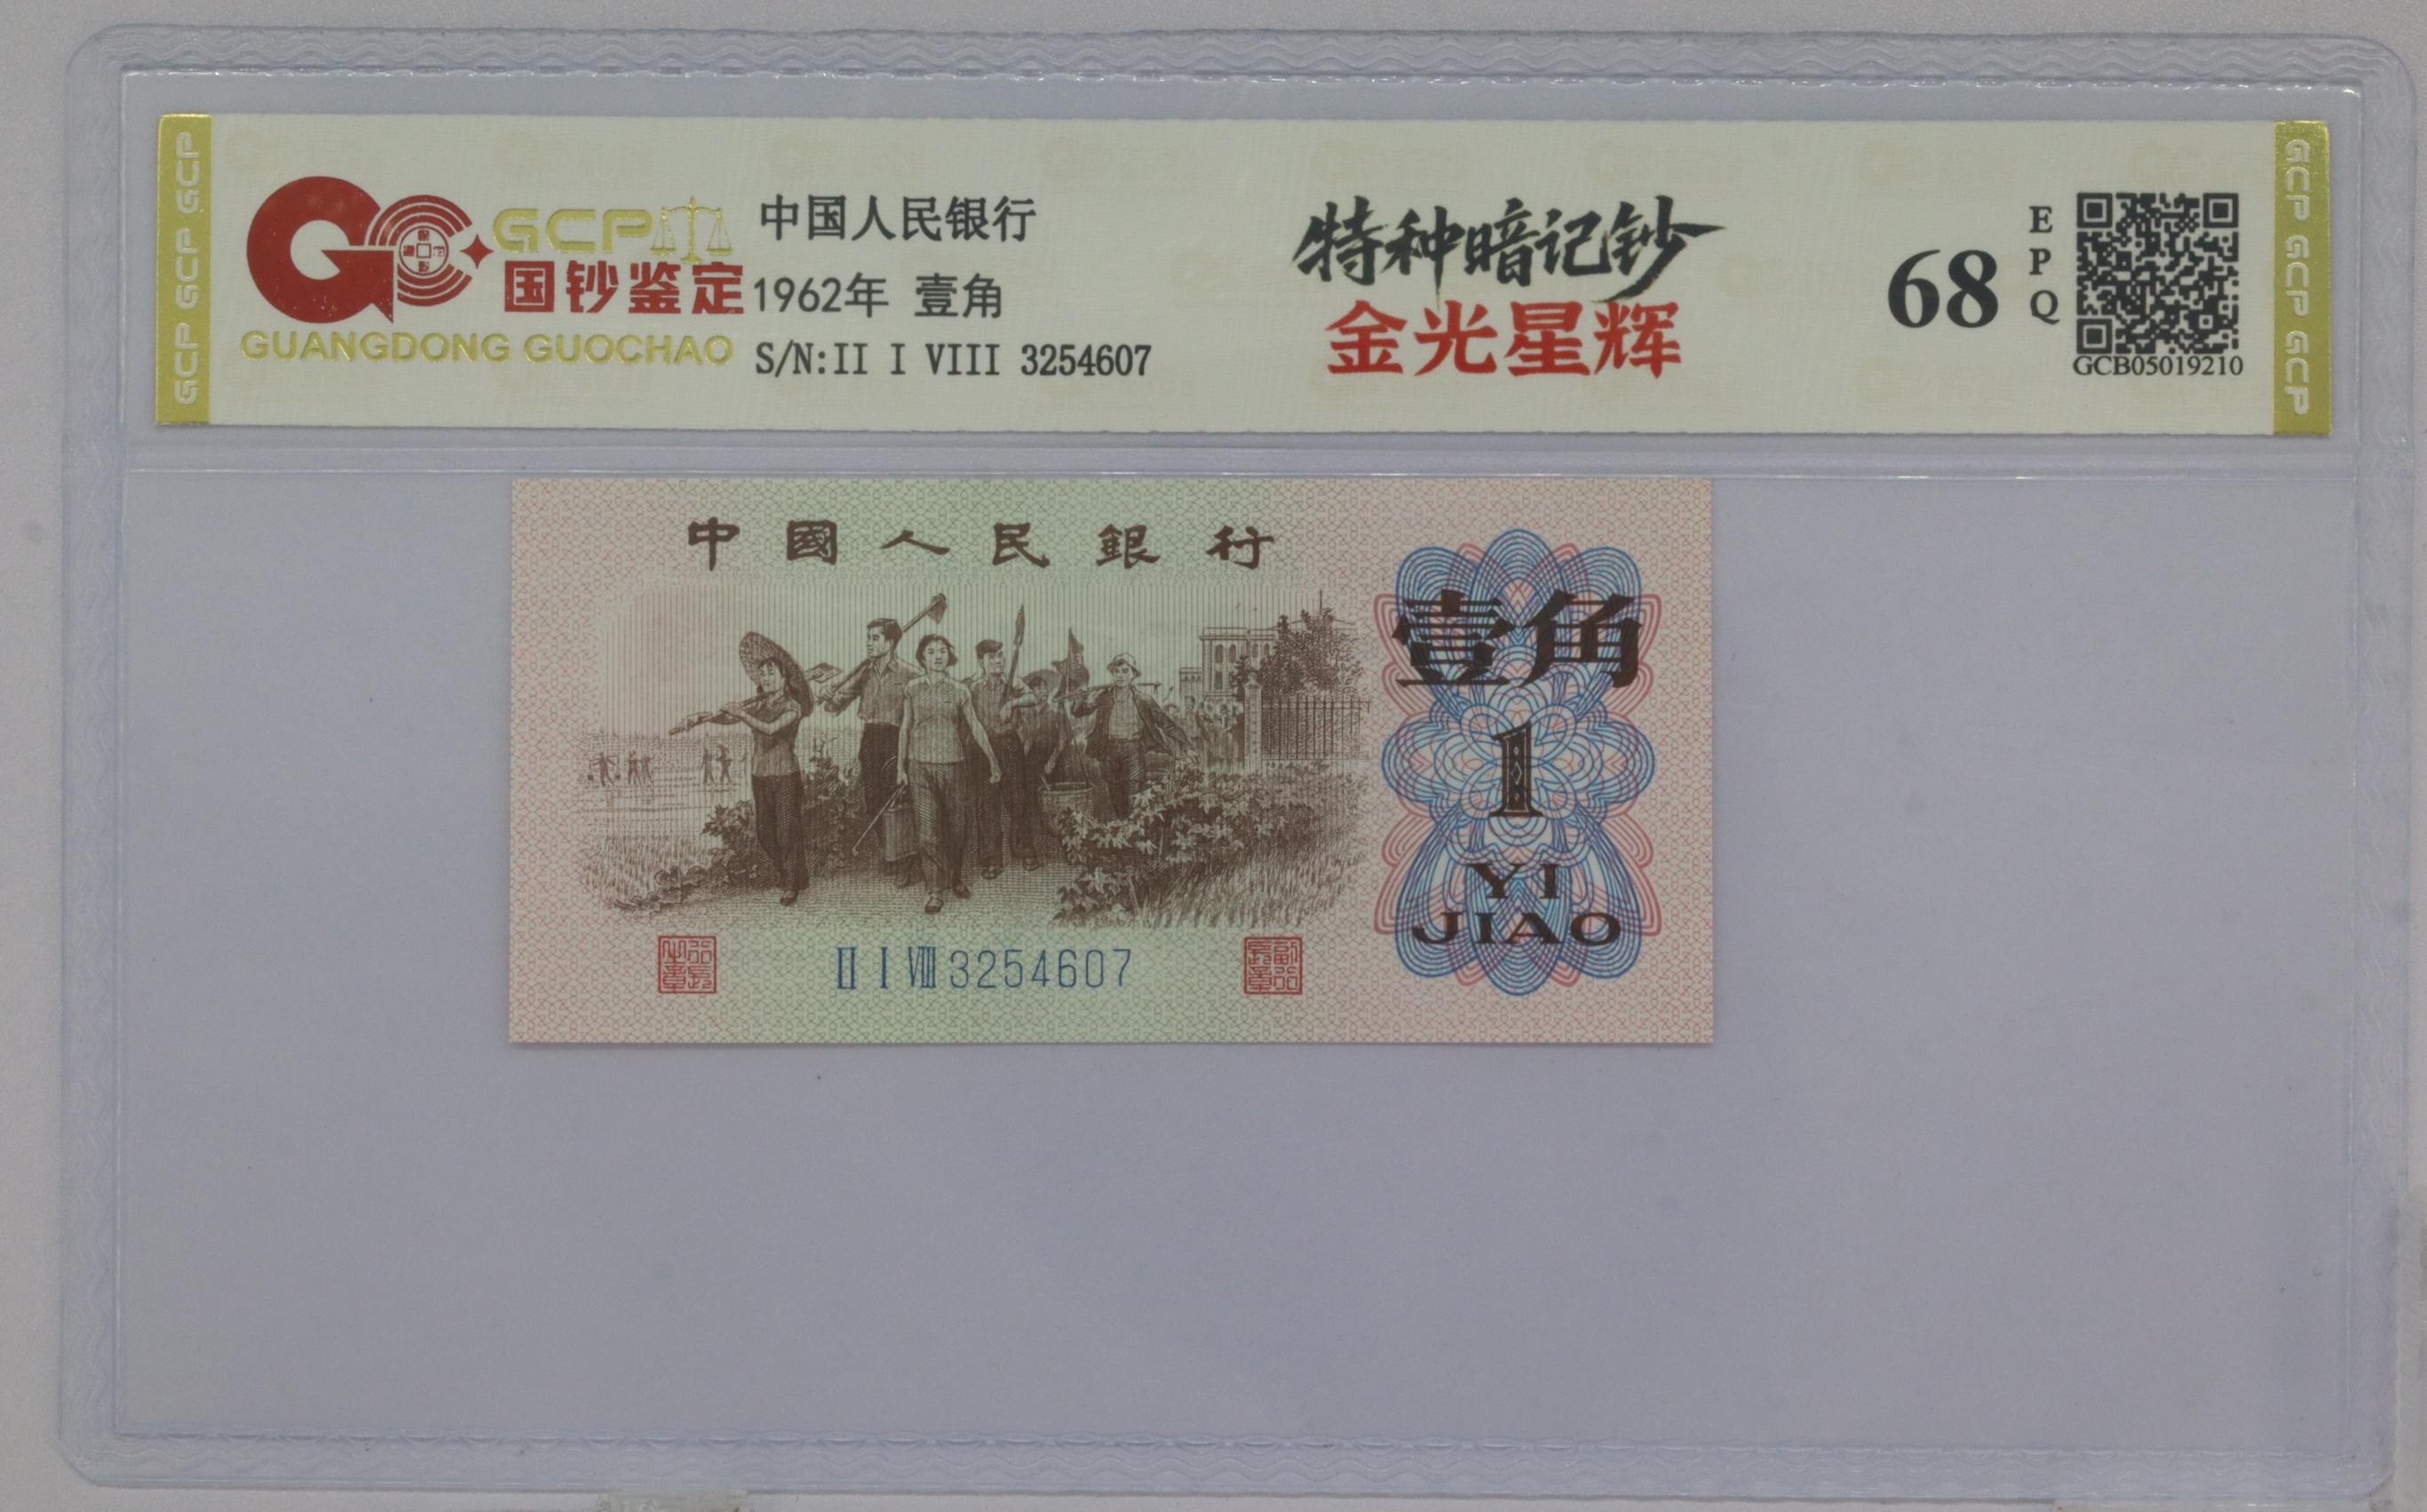 GCP GCP GCP
GCP
国钞鉴定
GUANGDONG GUOCHAO
中国人民银行
1962年 壹角
S/N:II I VIII 3254607
特种暗记钞
金光星辉
68
EPQ
GCB05019210
GCP GCP GCP
中國人民銀行
壹角
1
YI
JIAO
Ⅱ Ⅰ Ⅷ 3254607